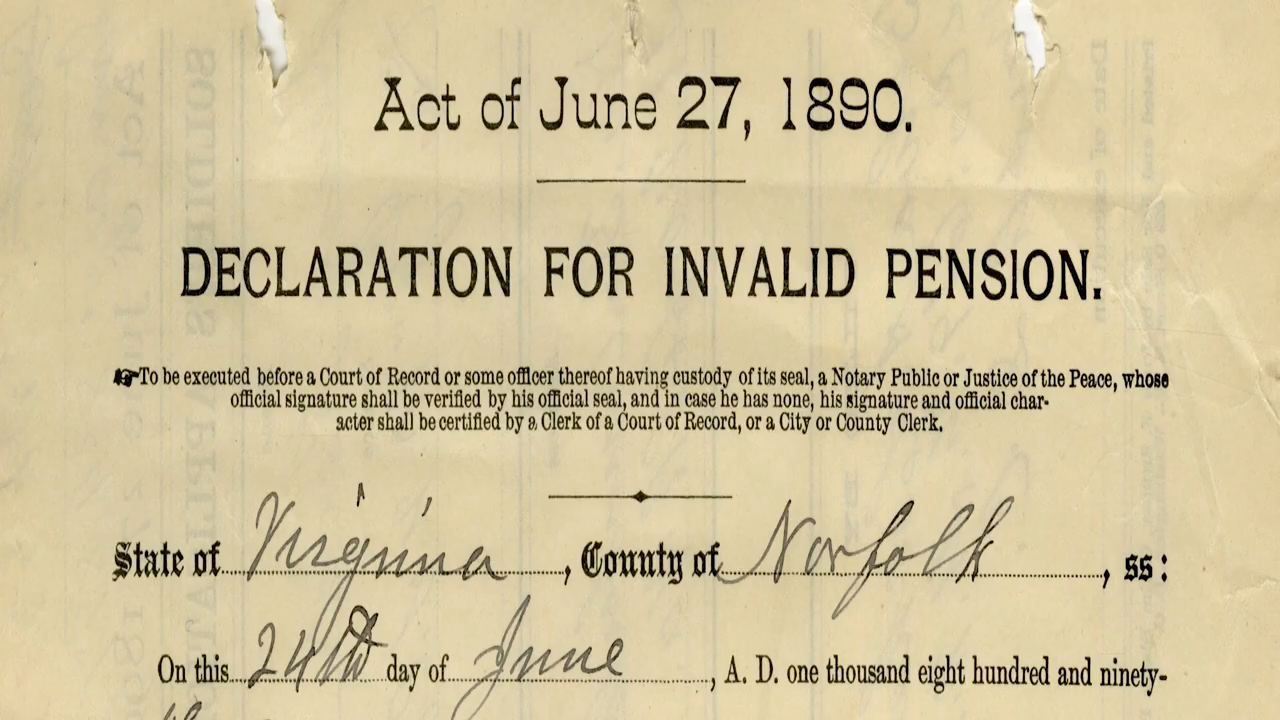 Act of June 27, 1890.
DECLARATION FOR INVALID PENSION.
☞To be executed before a Court of Record or some officer thereof having custody of its seal, a Notary Public or Justice of the Peace, whose
official signature shall be verified by his official seal, and in case he has none, his signature and official char-
acter shall be certified by a Clerk of a Court of Record, or a City or County Clerk.
State of Virginia, County of Norfolk, ss:
On this 24th day of June, A. D. one thousand eight hundred and ninety-